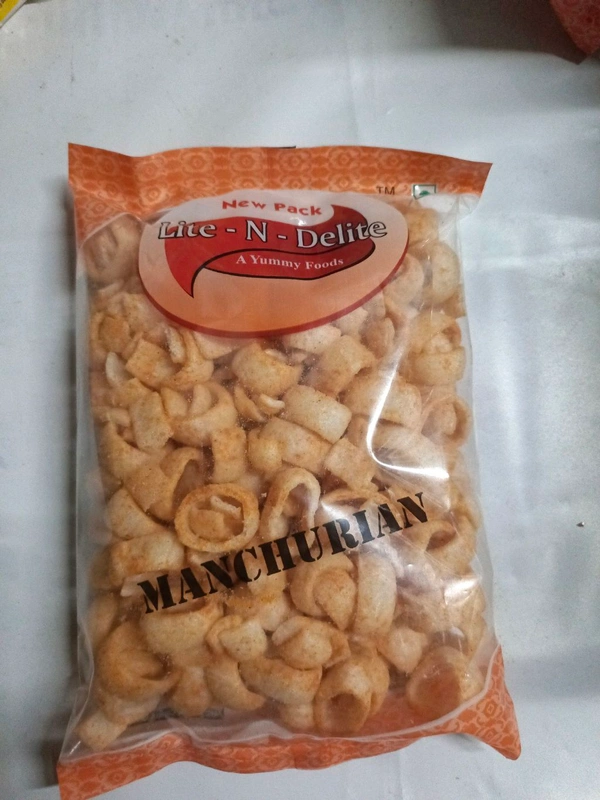 TM
New Pack
Lite - N - Delite
A Yummy Foods
MANCHURIAN